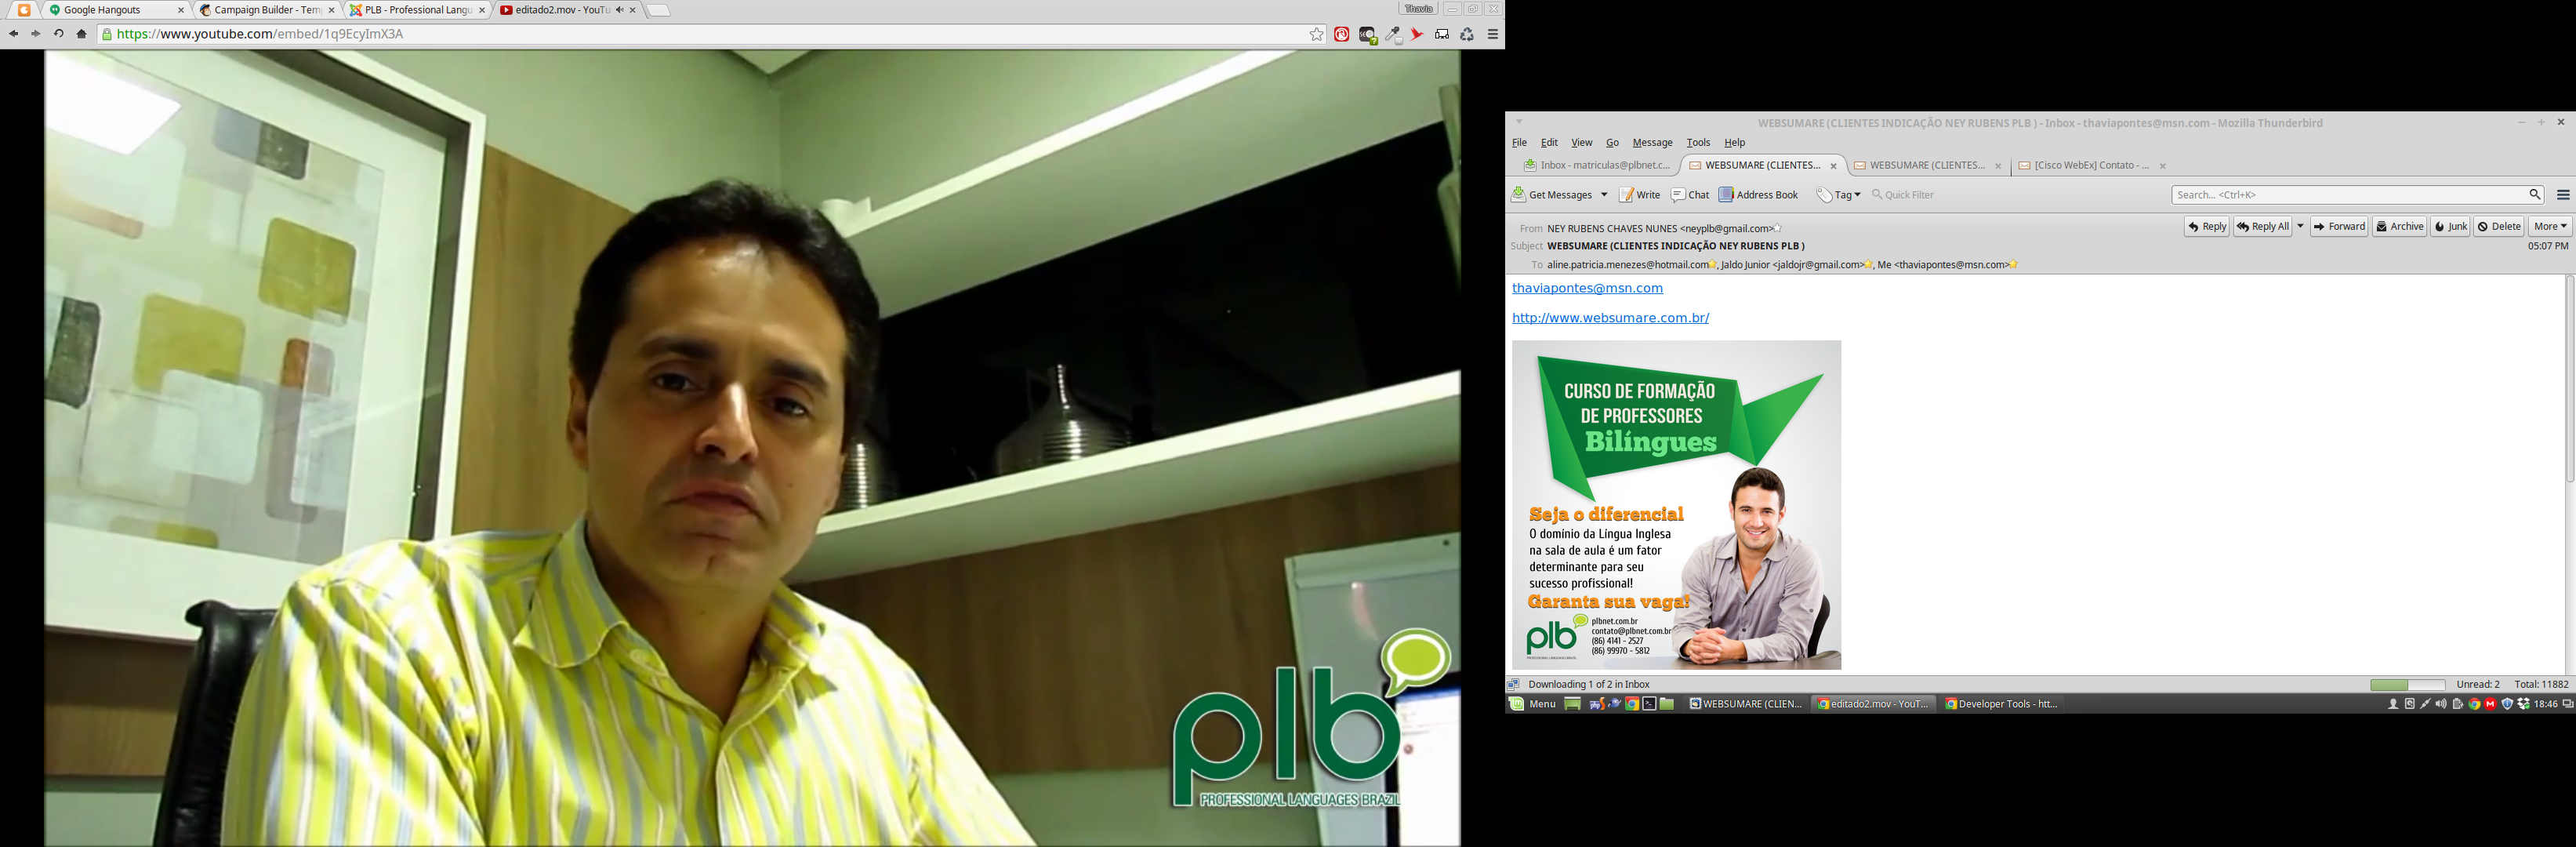 Google Hangouts
Campaign Builder - Tem
PLB - Professional Langu
editado2.mov - YouTu
Thavia
https://www.youtube.com/embed/1q9EcyImX3A
plb
PROFESSIONAL LANGUAGES BRAZIL
WEBSUMARE (CLIENTES INDICAÇÃO NEY RUBENS PLB ) - Inbox - thaviapontes@msn.com - Mozilla Thunderbird
File Edit View Go Message Tools Help
Inbox - matriculas@plbnet.c... WEBSUMARE (CLIENTES... WEBSUMARE (CLIENTES... [Cisco WebEx] Contato - ...
Get Messages Write Chat Address Book Tag Quick Filter Search... <Ctrl+K>
From NEY RUBENS CHAVES NUNES <neyplb@gmail.com> Reply Reply All Forward Archive Junk Delete More
Subject WEBSUMARE (CLIENTES INDICAÇÃO NEY RUBENS PLB ) 05:07 PM
To aline.patricia.menezes@hotmail.com, Jaldo Junior <jaldojr@gmail.com>, Me <thaviapontes@msn.com>
thaviapontes@msn.com
http://www.websumare.com.br/
CURSO DE FORMAÇÃO
DE PROFESSORES
Bilíngues
Seja o diferencial
O domínio da Língua Inglesa
na sala de aula é um fator
determinante para seu
sucesso profissional!
Garanta sua vaga!
plb
plbnet.com.br
contato@plbnet.com.br
(86) 4141 - 2527
(86) 99970 - 5812
Downloading 1 of 2 in Inbox Unread: 2 Total: 11882
Menu WEBSUMARE (CLIEN... editado2.mov - YouT... Developer Tools - htt... 18:46